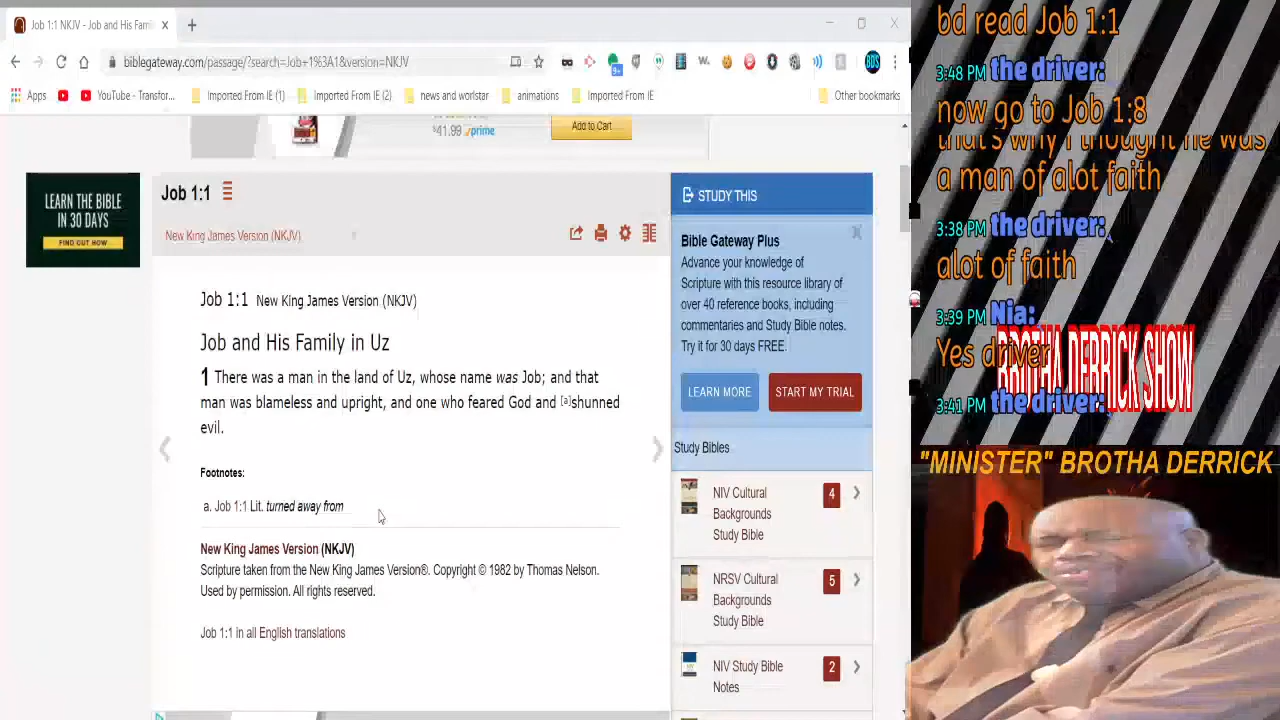 Job 1:1 NKJV - Job and His Fami
biblegateway.com/passage/?search=Job+1%3A1&version=NKJV
9+
W.
BDS
Apps
YouTube - Transfor...
Imported From IE (1)
Imported From IE (2)
news and worlstar
animations
Imported From IE
Other bookmarks
$41.99 prime
Add to Cart
LEARN THE BIBLE
IN 30 DAYS
FIND OUT HOW
Job 1:1
New King James Version (NKJV)
Job 1:1 New King James Version (NKJV)
Job and His Family in Uz
1 There was a man in the land of Uz, whose name was Job; and that
man was blameless and upright, and one who feared God and [a]shunned
evil.
Footnotes:
a. Job 1:1 Lit. turned away from
New King James Version (NKJV)
Scripture taken from the New King James Version®. Copyright © 1982 by Thomas Nelson.
Used by permission. All rights reserved.
Job 1:1 in all English translations
STUDY THIS
Bible Gateway Plus
Advance your knowledge of
Scripture with this resource library of
over 40 reference books, including
commentaries and Study Bible notes.
Try it for 30 days FREE.
LEARN MORE
START MY TRIAL
Study Bibles
NIV Cultural
Backgrounds
Study Bible
4
NRSV Cultural
Backgrounds
Study Bible
5
NIV Study Bible
Notes
2
bd read Job 1:1
3:48 PM the driver:
now go to Job 1:8
that's why i thought he was
a man of alot faith
3:38 PM the driver:
alot of faith
3:39 PM Nia:
Yes driver
BROTHA DERRICK SHOW
3:41 PM the driver:
"MINISTER" BROTHA DERRICK